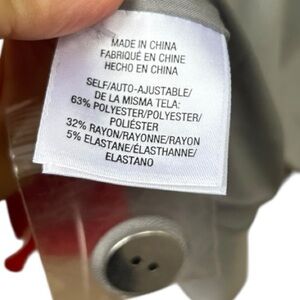 MADE IN CHINA
FABRIQUÉ EN CHINE
HECHO EN CHINA
SELF/AUTO-AJUSTABLE/
DE LA MISMA TELA:
63% POLYESTER/POLYESTER/
POLIÉSTER
32% RAYON/RAYONNE/RAYON
5% ELASTANE/ÉLASTHANNE/
ELASTANO